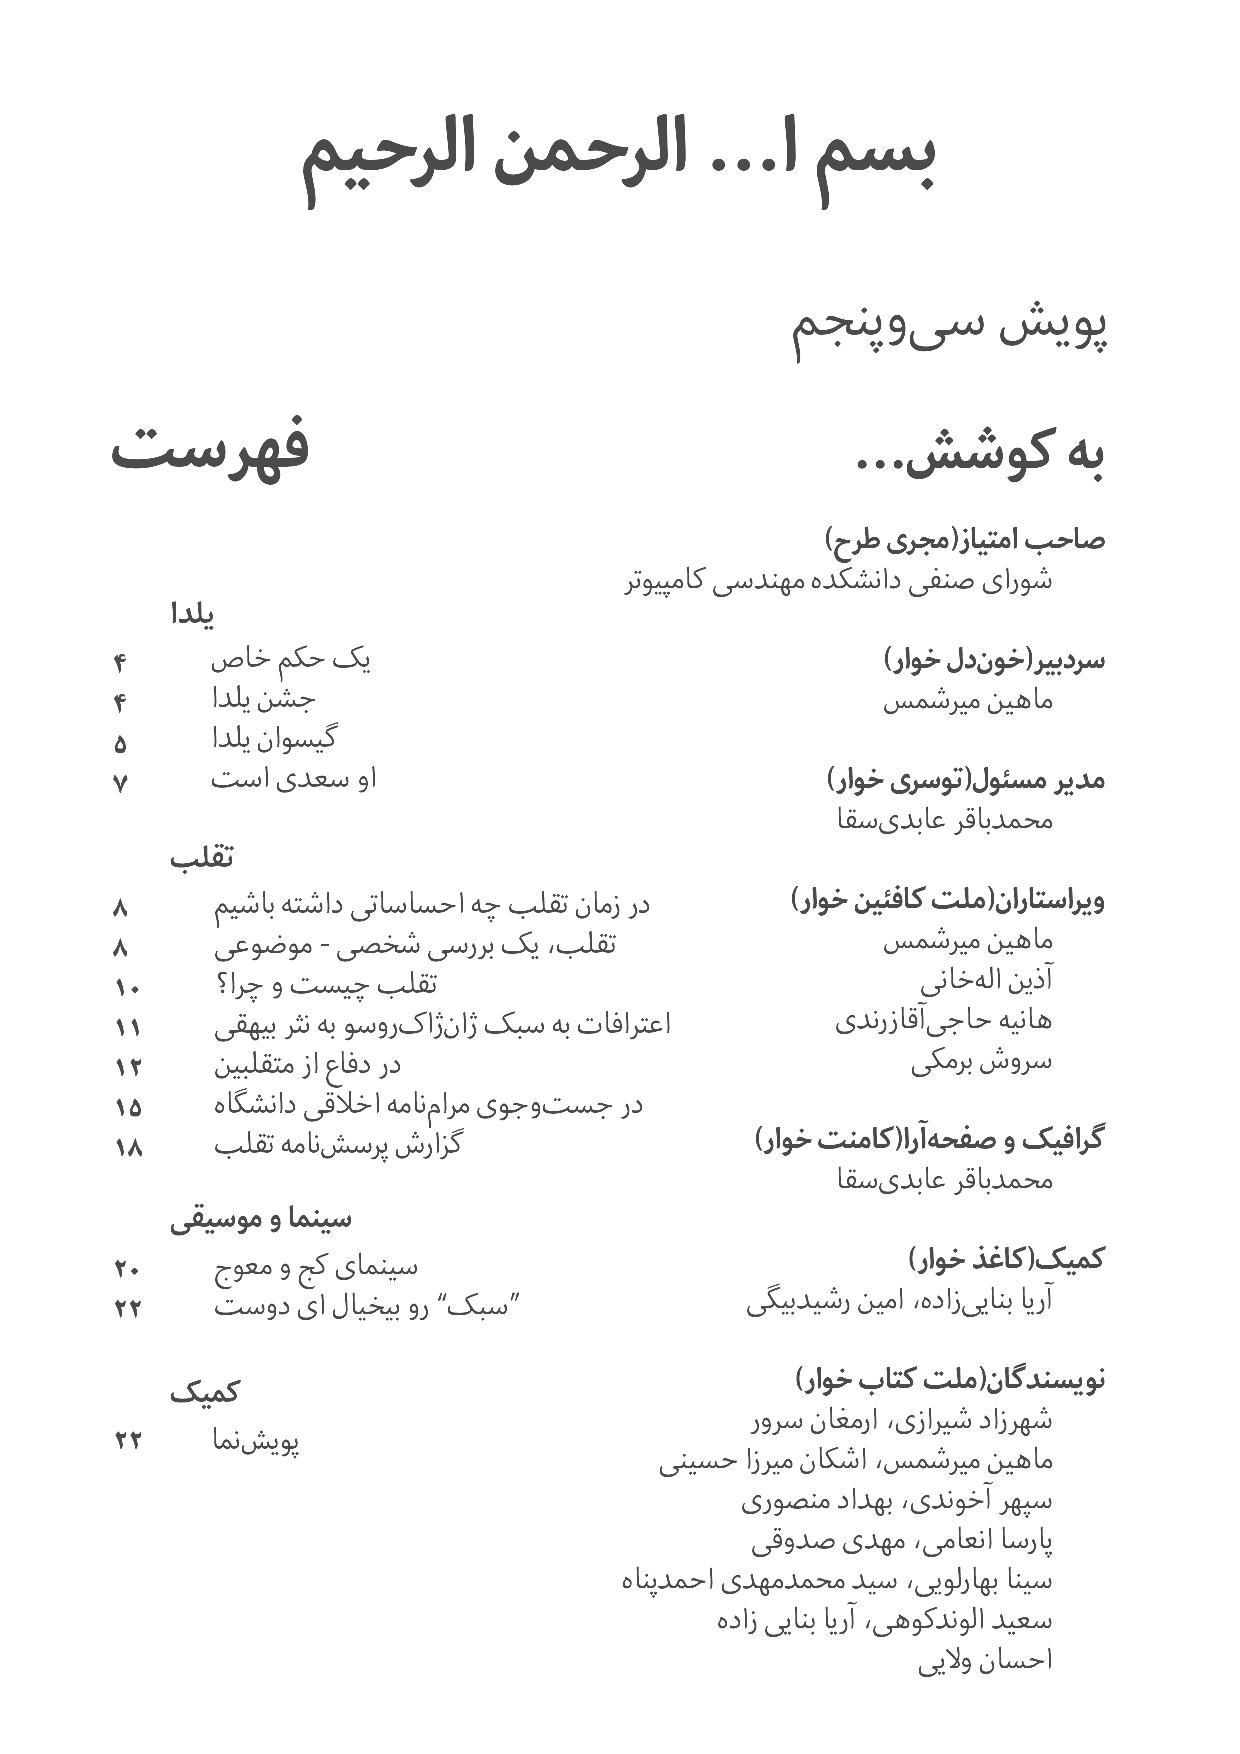 بسم ا... الرحمن الرحیم
پویش سی‌وپنجم
به کوشش...
صاحب امتیاز(مجری طرح)
شورای صنفی دانشکده مهندسی کامپیوتر
سردبیر(خون‌دل خوار)
ماهین میرشمس
مدیر مسئول(توسری خوار)
محمدباقر عابدی‌سقا
ویراستاران(ملت کافئین خوار)
ماهین میرشمس
آذین اله‌خانی
هانیه حاجی‌آقازرندی
سروش برمکی
گرافیک و صفحه‌آرا(کامنت خوار)
محمدباقر عابدی‌سقا
کمیک(کاغذ خوار)
آریا بنایی‌زاده، امین رشیدبیگی
نویسندگان(ملت کتاب خوار)
شهرزاد شیرازی، ارمغان سرور
ماهین میرشمس، اشکان میرزا حسینی
سپهر آخوندی، بهداد منصوری
پارسا انعامی، مهدی صدوقی
سینا بهارلویی، سید محمدمهدی احمدپناه
سعید الوندکوهی، آریا بنایی زاده
احسان ولایی
فهرست
یلدا
یک حکم خاص ۴
جشن یلدا ۴
گیسوان یلدا ۵
او سعدی است ۷
تقلب
در زمان تقلب چه احساساتی داشته باشیم ۸
تقلب، یک بررسی شخصی - موضوعی ۸
تقلب چیست و چرا؟ ۱۰
اعترافات به سبک ژان‌ژاک‌روسو به نثر بیهقی ۱۱
در دفاع از متقلبین ۱۲
در جست‌وجوی مرام‌نامه اخلاقی دانشگاه ۱۵
گزارش پرسش‌نامه تقلب ۱۸
سینما و موسیقی
سینمای کج و معوج ۲۰
”سبک“ رو بیخیال ای دوست ۲۲
کمیک
پویش‌نما ۲۲